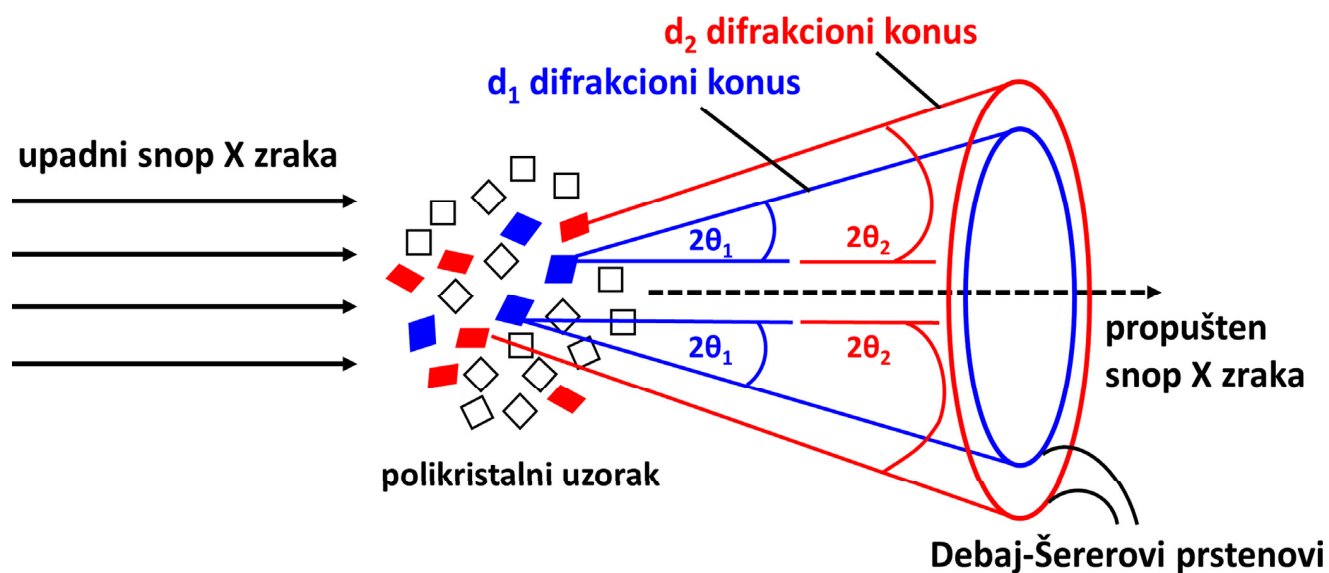 d₂ difrakcioni konus
d₁ difrakcioni konus
upadni snop X zraka
2θ₁
2θ₂
2θ₁
2θ₂
propušten
snop X zraka
polikristalni uzorak
Debaj-Šererovi prstenovi